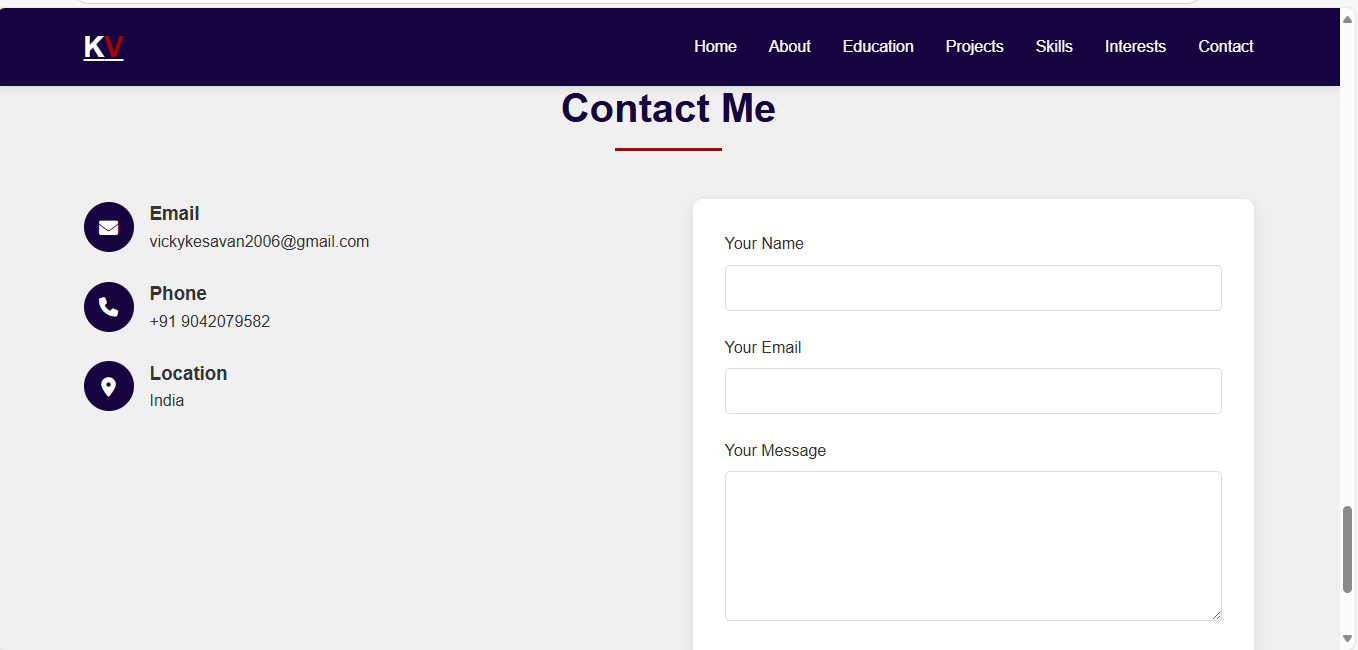 KV
Home About Education Projects Skills Interests Contact
Contact Me
Email
vickykesavan2006@gmail.com
Phone
+91 9042079582
Location
India
Your Name
Your Email
Your Message